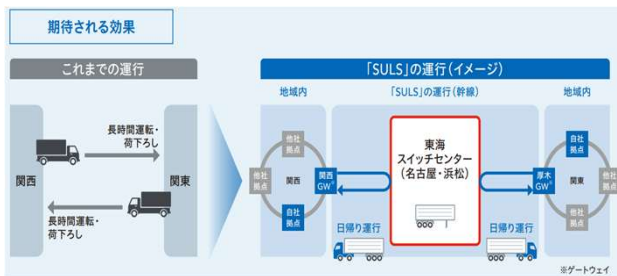 期待される効果
これまでの運行
「SULS」の運行(イメージ)
関西
長時間運転・
荷下ろし
長時間運転・
荷下ろし
関東
地域内
「SULS」の運行(幹線)
地域内
他社
拠点
他社
拠点
関西
自社
拠点
関西
GW※
東海
スイッチセンター
(名古屋・浜松)
日帰り運行
日帰り運行
厚木
GW※
自社
拠点
関東
他社
拠点
他社
拠点
※ゲートウェイ